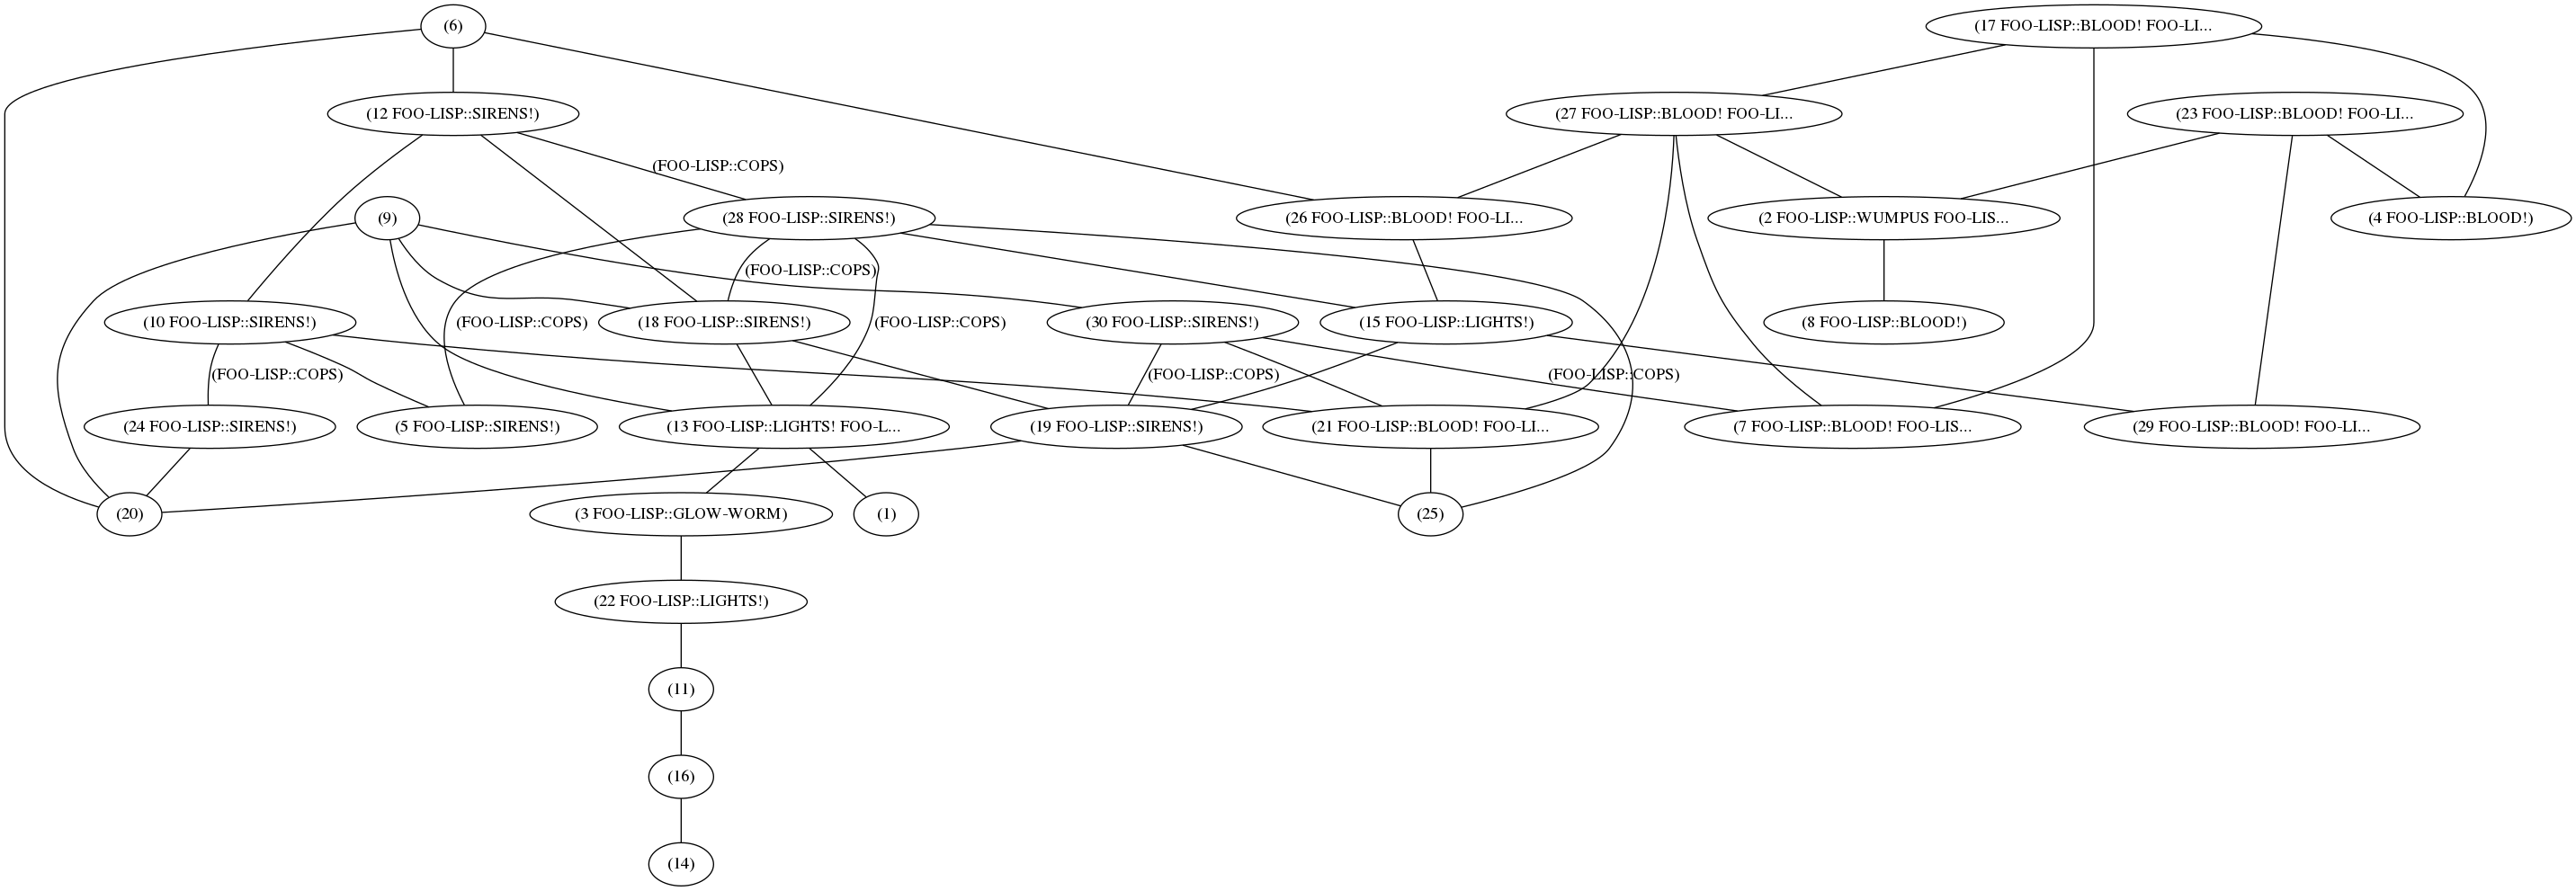 (6)
(17 FOO-LISP::BLOOD! FOO-LI...
(12 FOO-LISP::SIRENS!)
(27 FOO-LISP::BLOOD! FOO-LI...
(23 FOO-LISP::BLOOD! FOO-LI...
(FOO-LISP::COPS)
(9)
(28 FOO-LISP::SIRENS!)
(26 FOO-LISP::BLOOD! FOO-LI...
(2 FOO-LISP::WUMPUS FOO-LIS...
(4 FOO-LISP::BLOOD!)
(FOO-LISP::COPS)
(10 FOO-LISP::SIRENS!)
(FOO-LISP::COPS)
(18 FOO-LISP::SIRENS!)
(FOO-LISP::COPS)
(30 FOO-LISP::SIRENS!)
(15 FOO-LISP::LIGHTS!)
(8 FOO-LISP::BLOOD!)
(FOO-LISP::COPS)
(FOO-LISP::COPS)
(FOO-LISP::COPS)
(24 FOO-LISP::SIRENS!)
(5 FOO-LISP::SIRENS!)
(13 FOO-LISP::LIGHTS! FOO-L...
(19 FOO-LISP::SIRENS!)
(21 FOO-LISP::BLOOD! FOO-LI...
(7 FOO-LISP::BLOOD! FOO-LIS...
(29 FOO-LISP::BLOOD! FOO-LI...
(20)
(3 FOO-LISP::GLOW-WORM)
(1)
(25)
(22 FOO-LISP::LIGHTS!)
(11)
(16)
(14)